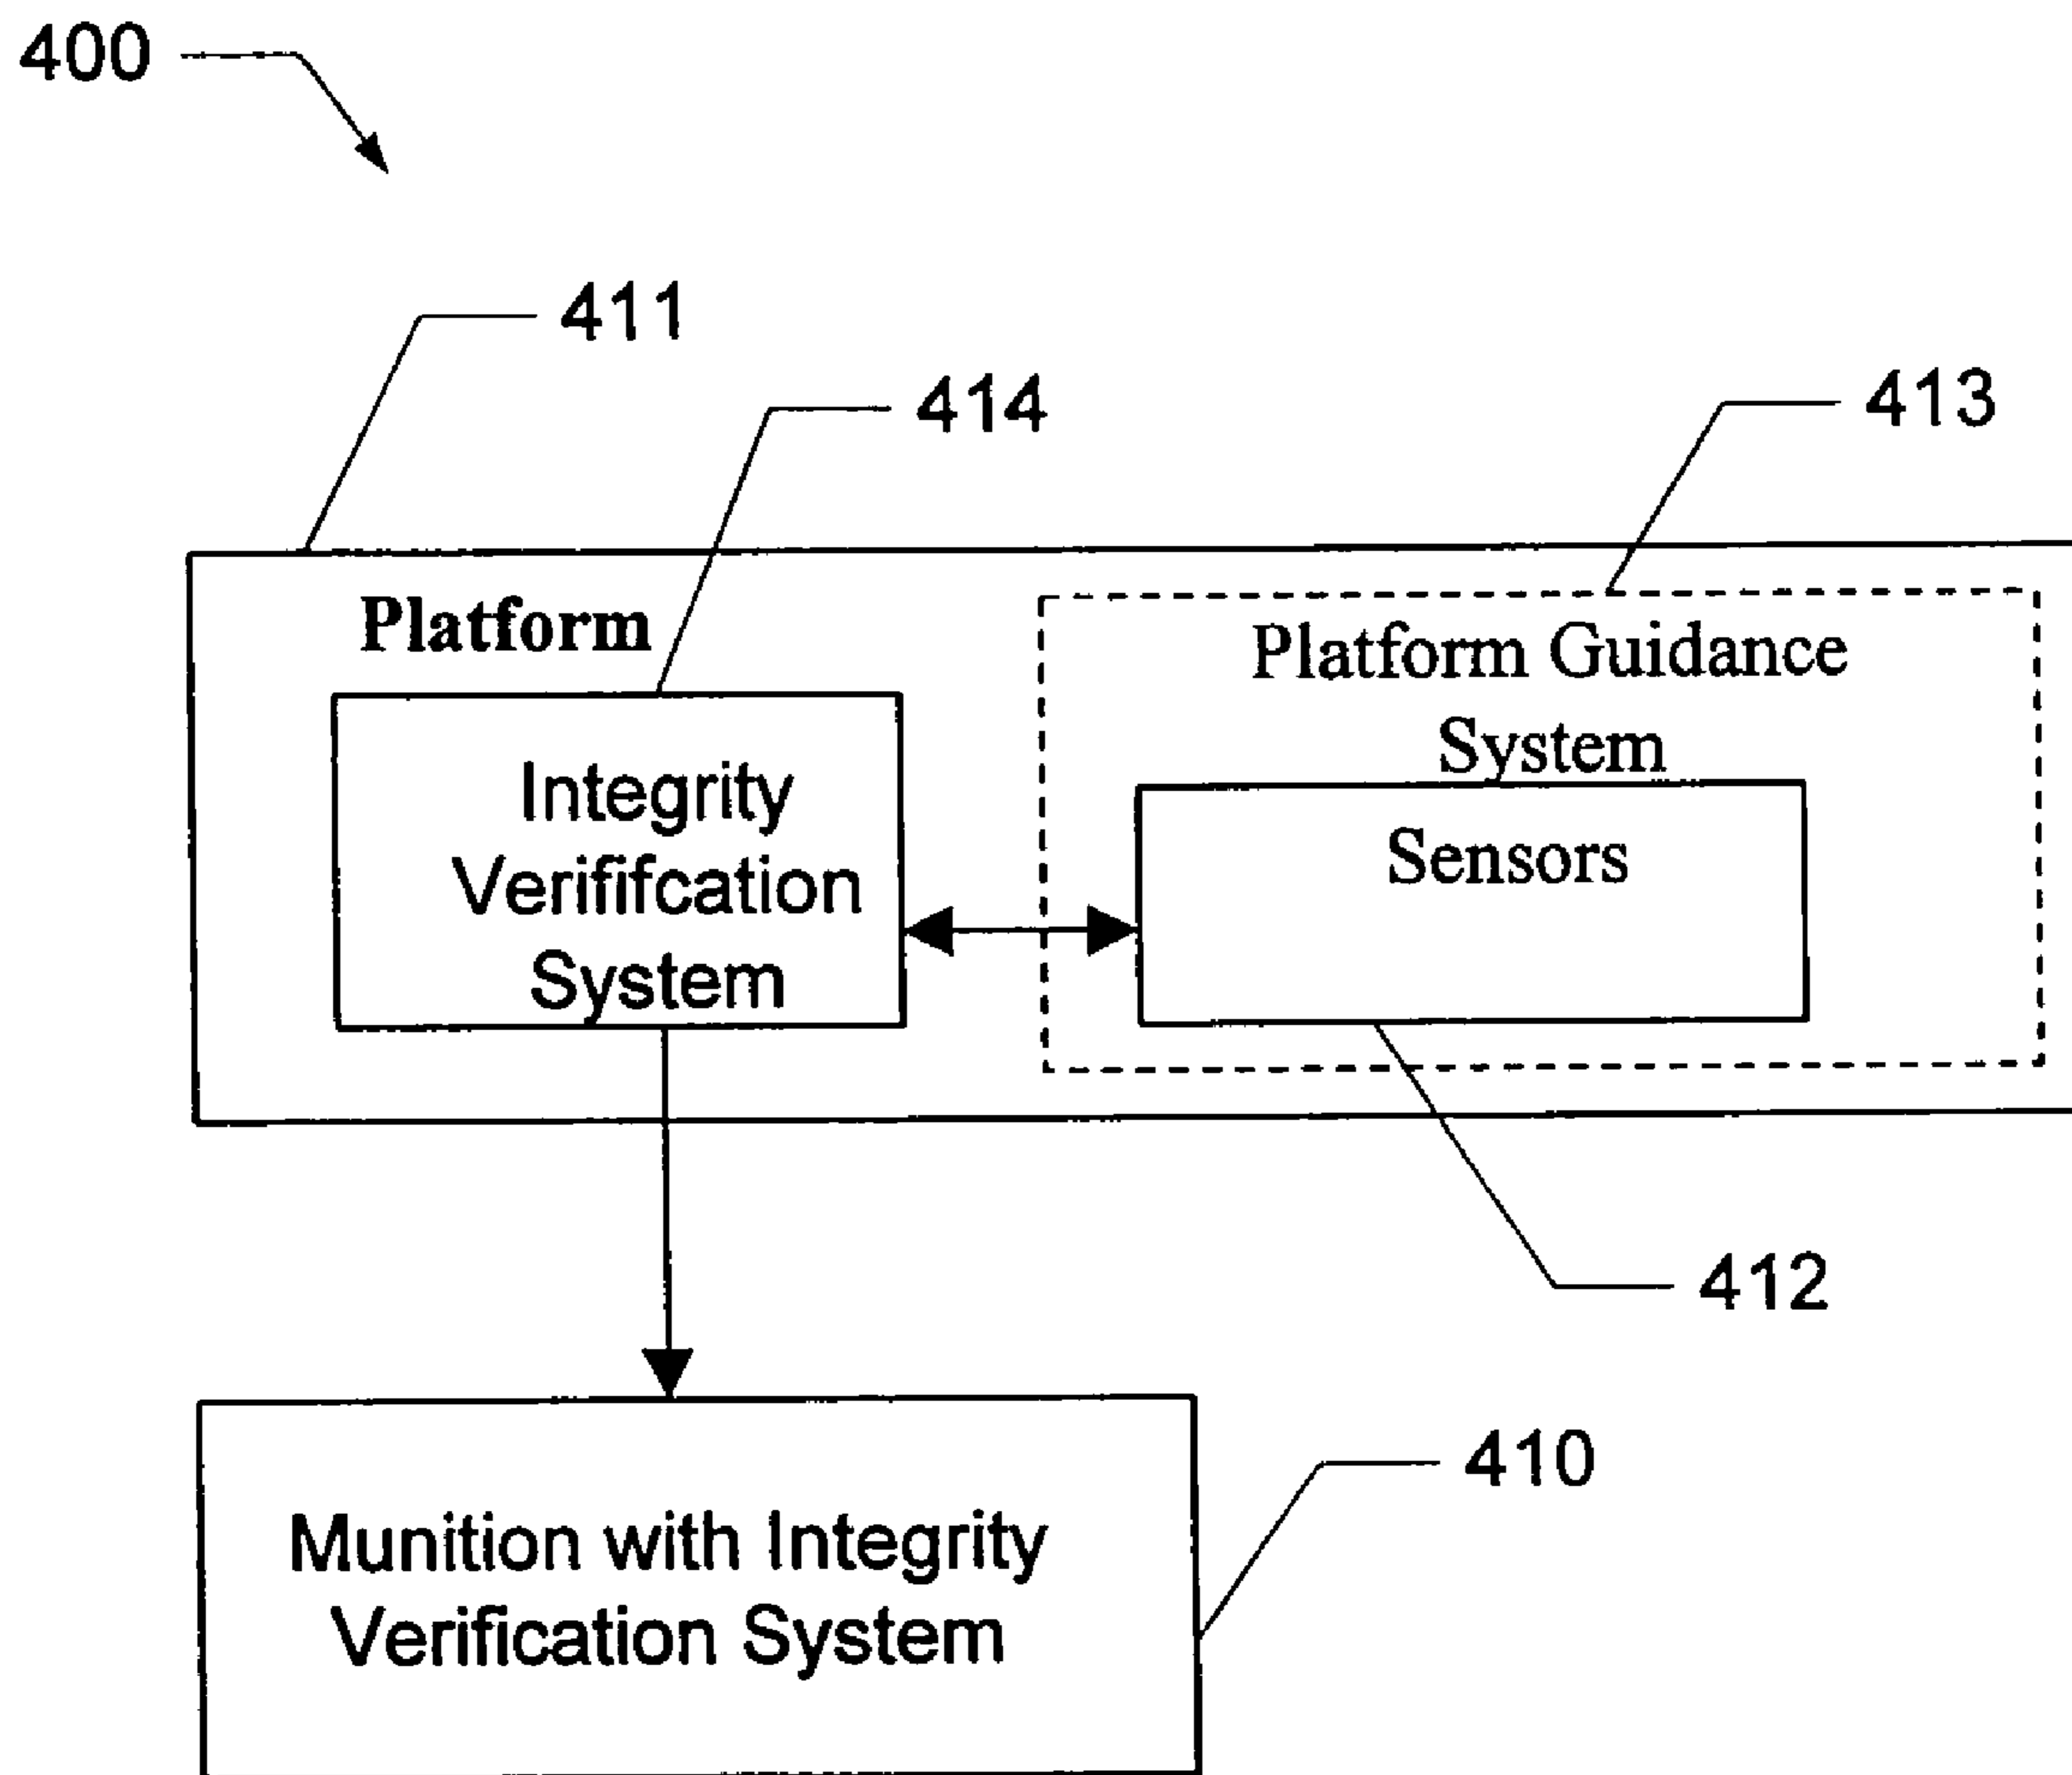 400
411
414
413
Platform
Platform Guidance
System
Integrity
Verififcation
System
Sensors
412
410
Munition with Integrity
Verification System